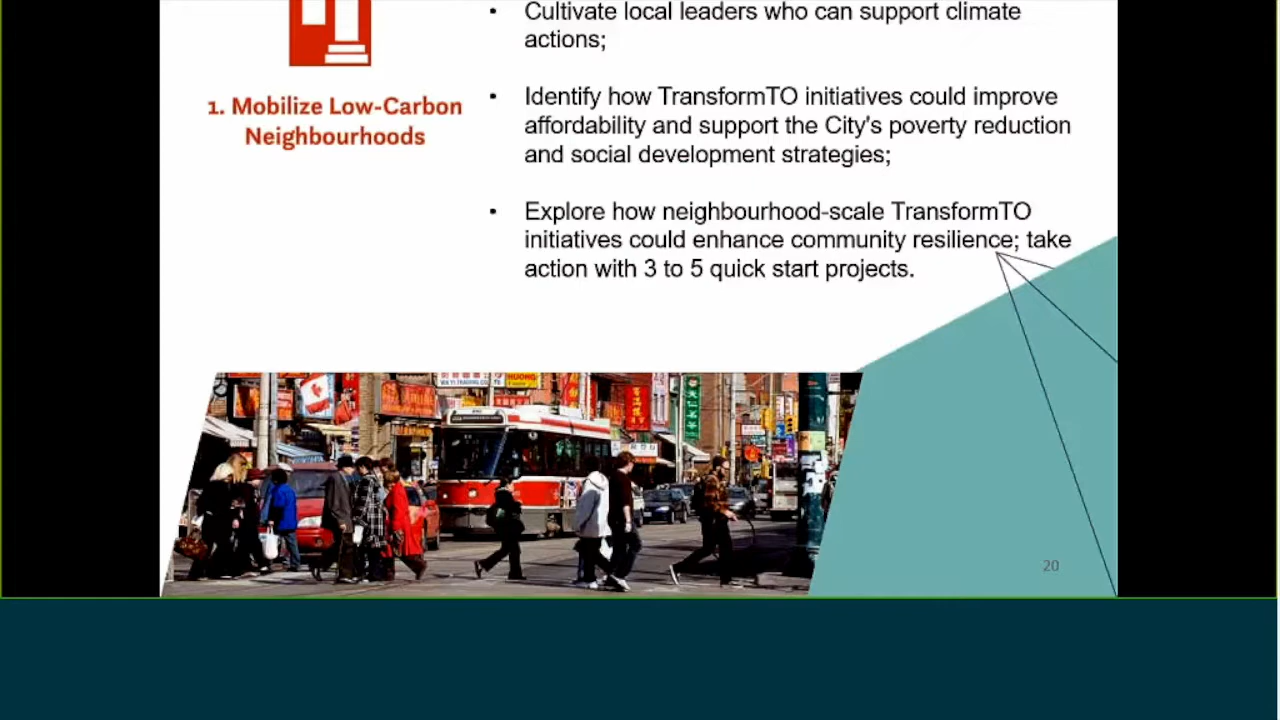 • Cultivate local leaders who can support climate
actions;
1. Mobilize Low-Carbon
Neighbourhoods
• Identify how TransformTO initiatives could improve
affordability and support the City's poverty reduction
and social development strategies;
• Explore how neighbourhood-scale TransformTO
initiatives could enhance community resilience; take
action with 3 to 5 quick start projects.
HUONG
20